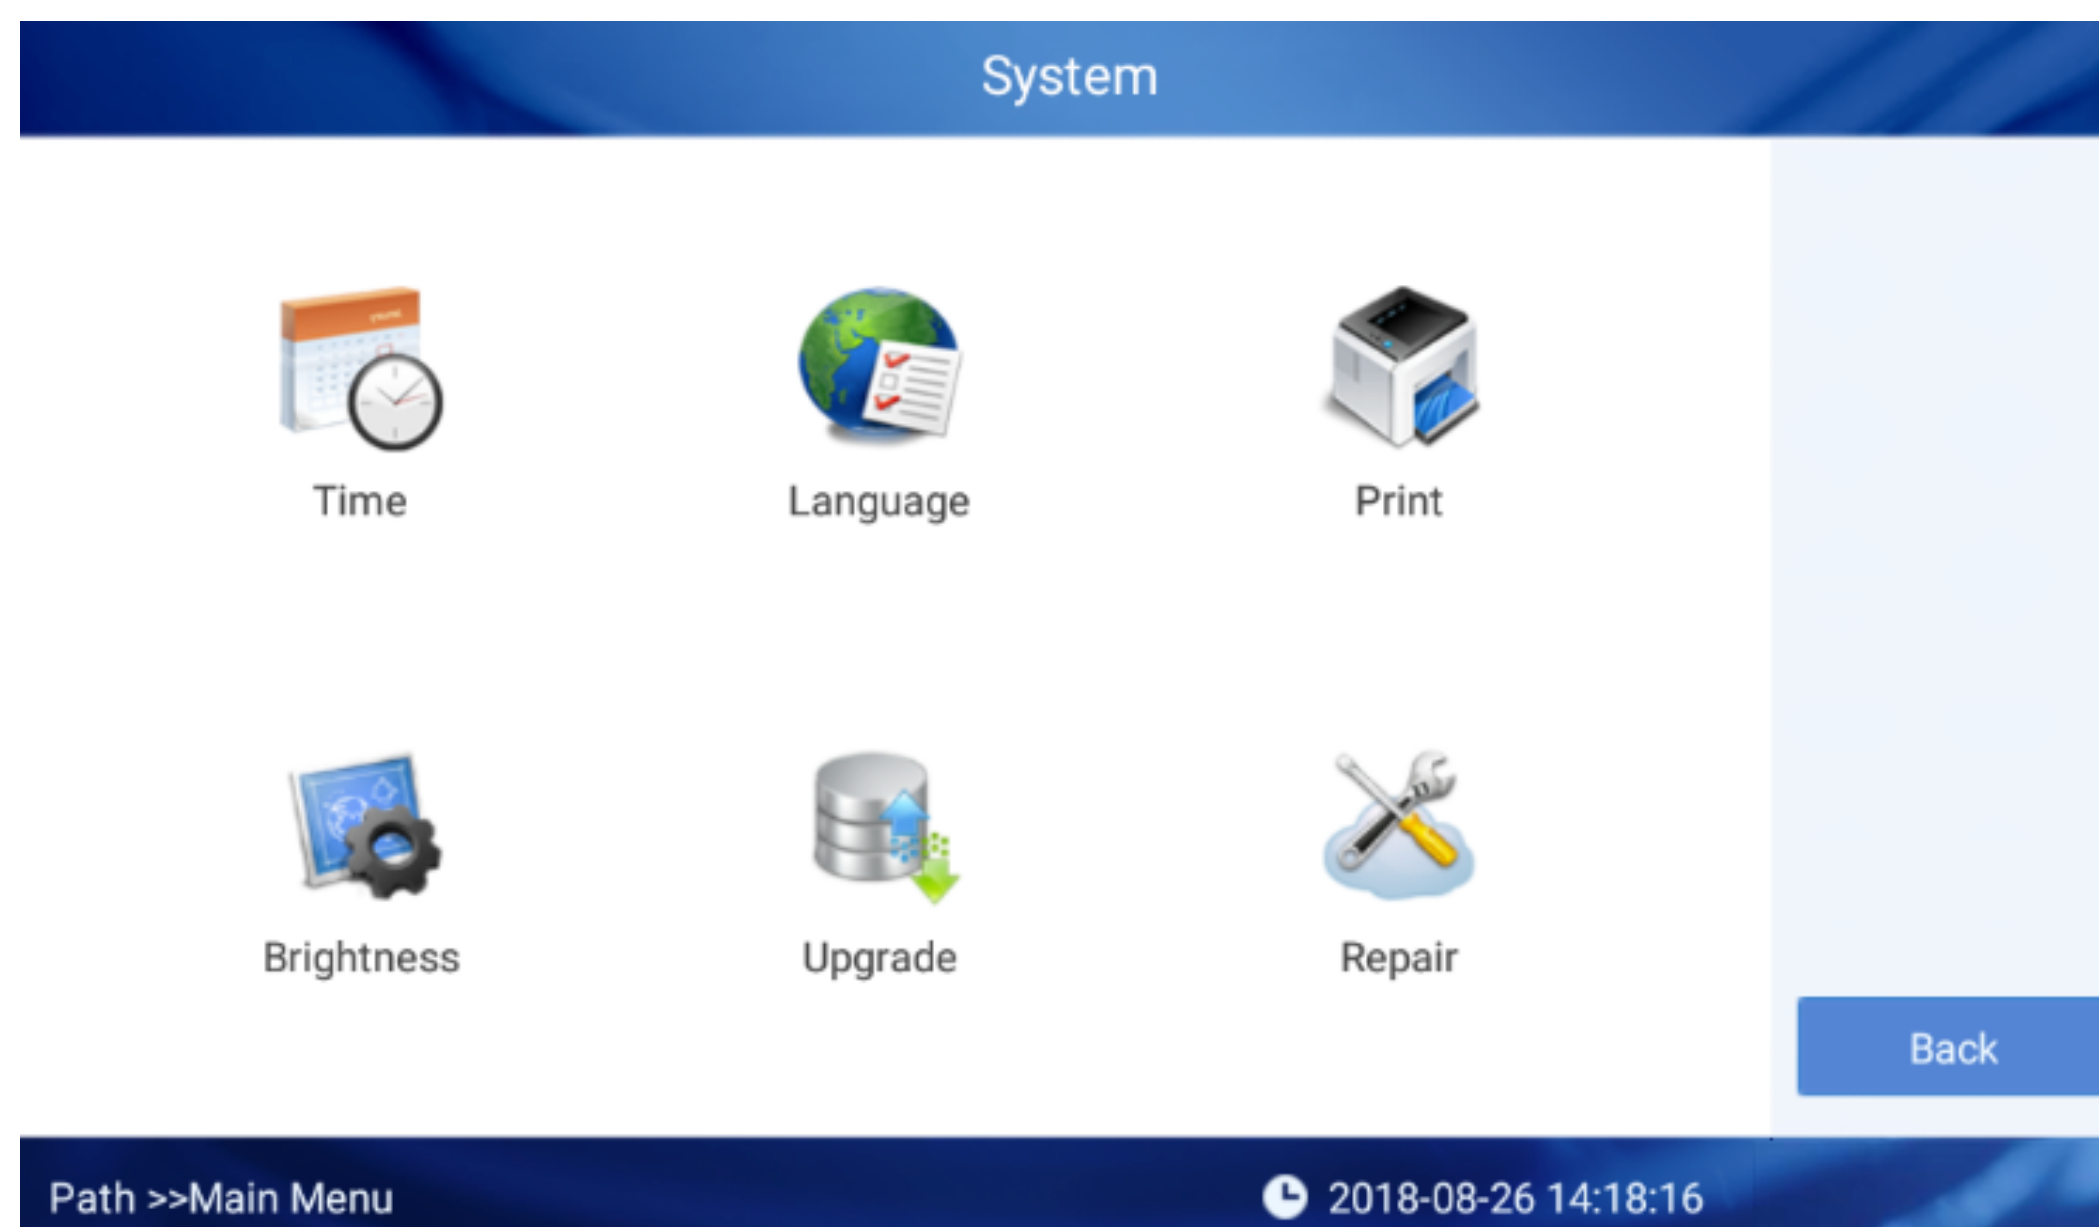 System
Time
Language
Print
Brightness
Upgrade
Repair
Back
Path >>Main Menu
2018-08-26 14:18:16